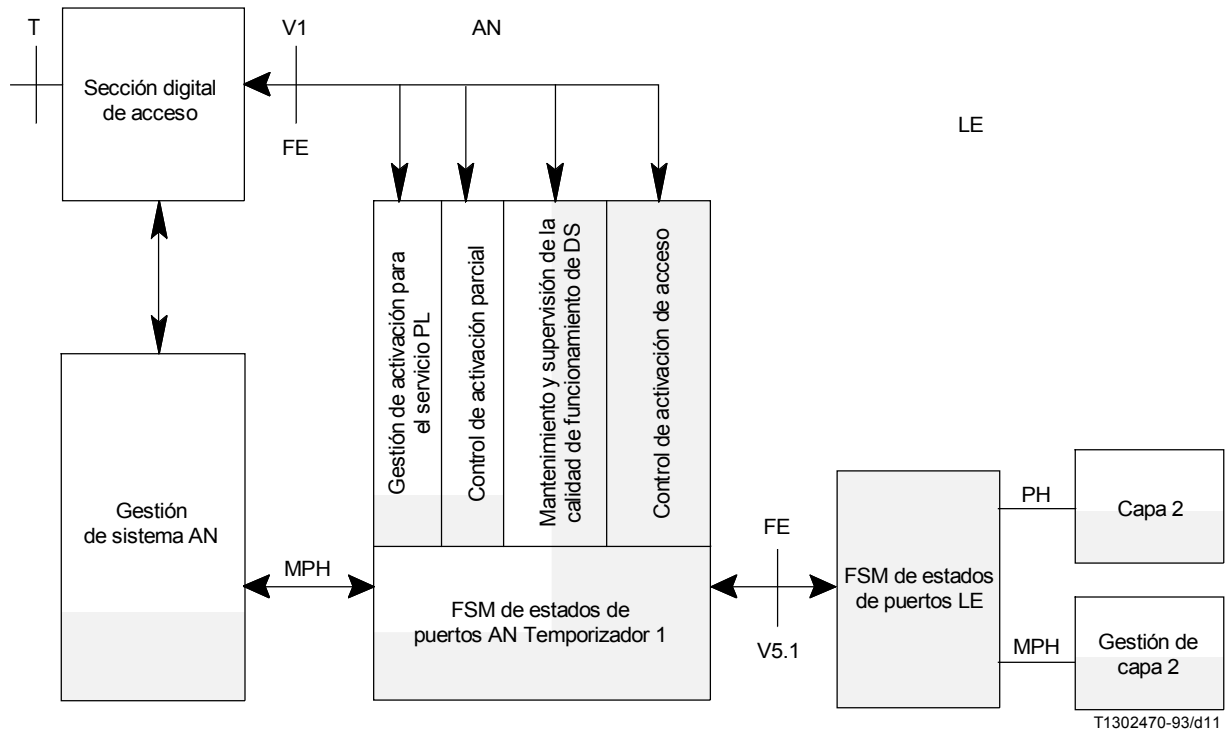 T
V1
AN
Sección digital
de acceso
FE
LE
Gestión de activación para
el servicio PL
Control de activación parcial
Mantenimiento y supervisión de la
calidad de funcionamiento de DS
Control de activación de acceso
Gestión
de sistema AN
MPH
FSM de estados de
puertos AN Temporizador 1
FE
V5.1
FSM de estados
de puertos LE
PH
Capa 2
MPH
Gestión de
capa 2
T1302470-93/d11